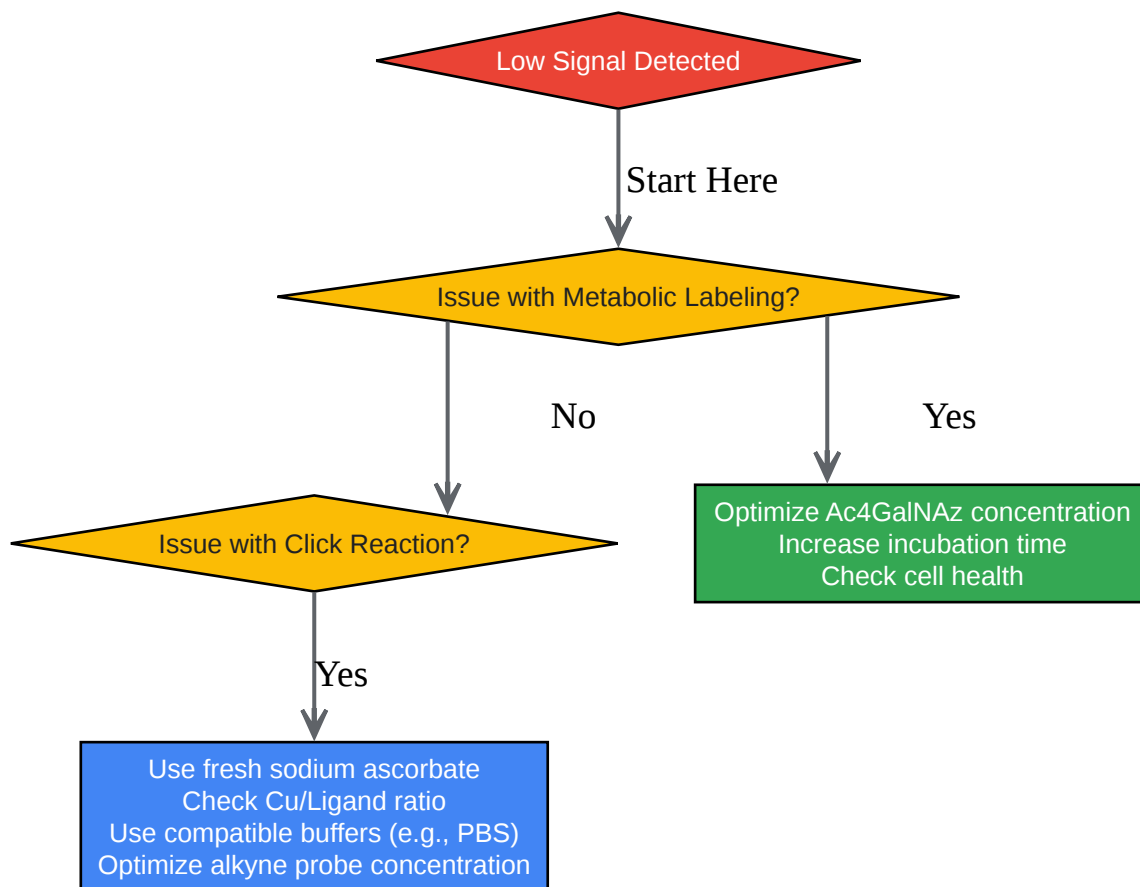 Low Signal Detected
Start Here
Issue with Metabolic Labeling?
No
Yes
Issue with Click Reaction?
Optimize Ac4GalNAz concentration
Increase incubation time
Check cell health
Yes
Use fresh sodium ascorbate
Check Cu/Ligand ratio
Use compatible buffers (e.g., PBS)
Optimize alkyne probe concentration